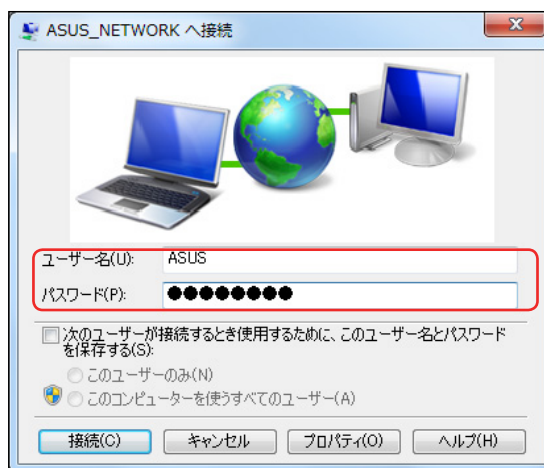 ASUS_NETWORK へ接続
ユーザー名(U):
ASUS
パスワード(P):
●●●●●●●●
次のユーザーが接続するとき使用するために、このユーザー名とパスワード
を保存する(S):
このユーザーのみ(N)
このコンピューターを使うすべてのユーザー(A)
接続(C)
キャンセル
プロパティ(O)
ヘルプ(H)